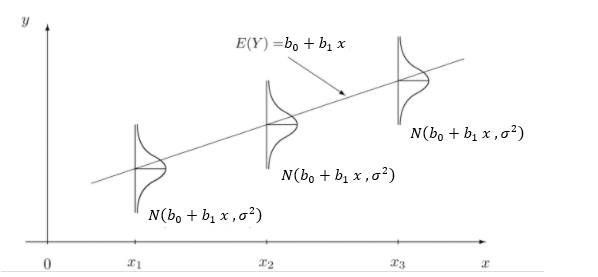 y
E(Y) =b₀ + b₁ x
N(b₀ + b₁ x ,σ²)
N(b₀ + b₁ x ,σ²)
N(b₀ + b₁ x ,σ²)
0 x₁ x₂ x₃ x